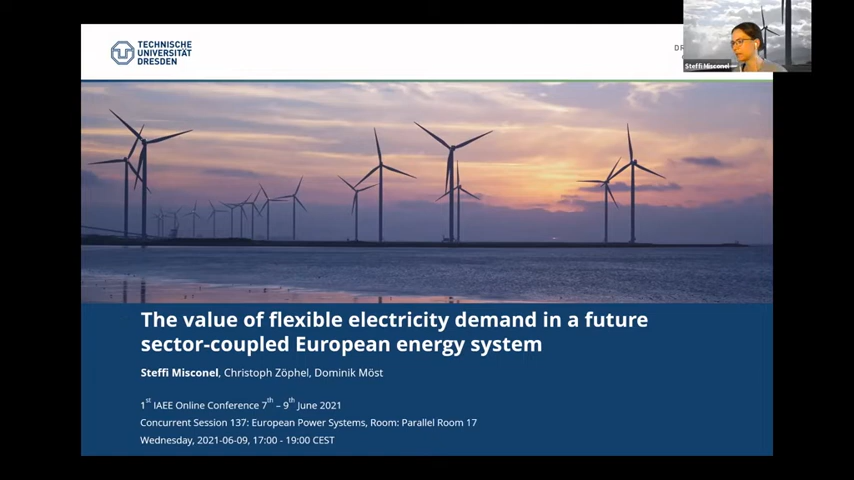 TECHNISCHE
UNIVERSITÄT
DRESDEN
DR
Steffi Misconel
The value of flexible electricity demand in a future
sector-coupled European energy system
Steffi Misconel, Christoph Zöphel, Dominik Möst
1st IAEE Online Conference 7th – 9th June 2021
Concurrent Session 137: European Power Systems, Room: Parallel Room 17
Wednesday, 2021-06-09, 17:00 - 19:00 CEST